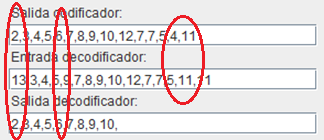 Salida codificador:
2,3,4,5,6,7,8,9,10,12,7,7,5,4,11
Entrada decodificador:
13,3,4,5,9,7,8,9,10,12,7,7,5,11,11
Salida decodificador:
2,3,4,5,6,7,8,9,10,